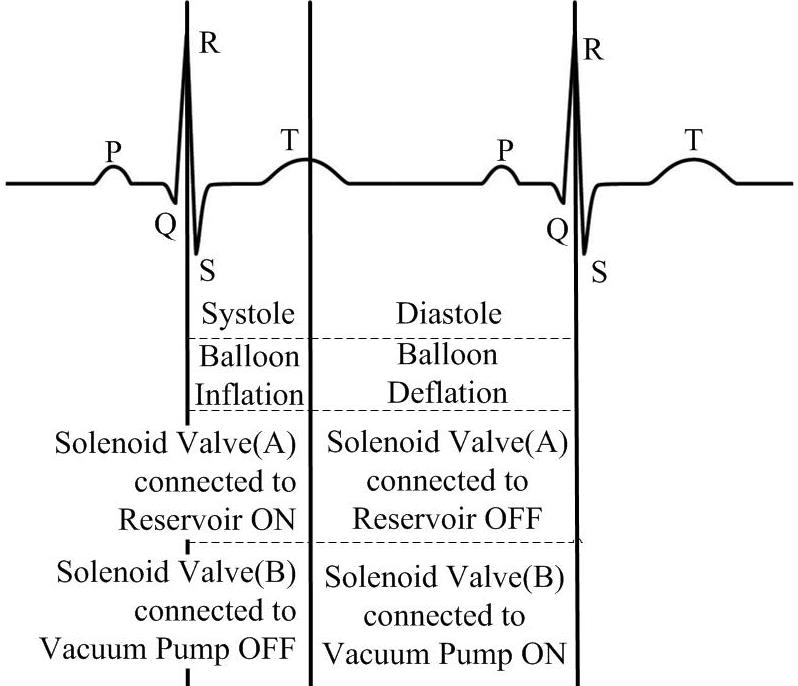 R
R
P
T
P
T
Q
Q
S
S
Systole
Diastole
Balloon
Inflation
Balloon
Deflation
Solenoid Valve(A)
connected to
Reservoir ON
Solenoid Valve(A)
connected to
Reservoir OFF
Solenoid Valve(B)
connected to
Vacuum Pump OFF
Solenoid Valve(B)
connected to
Vacuum Pump ON